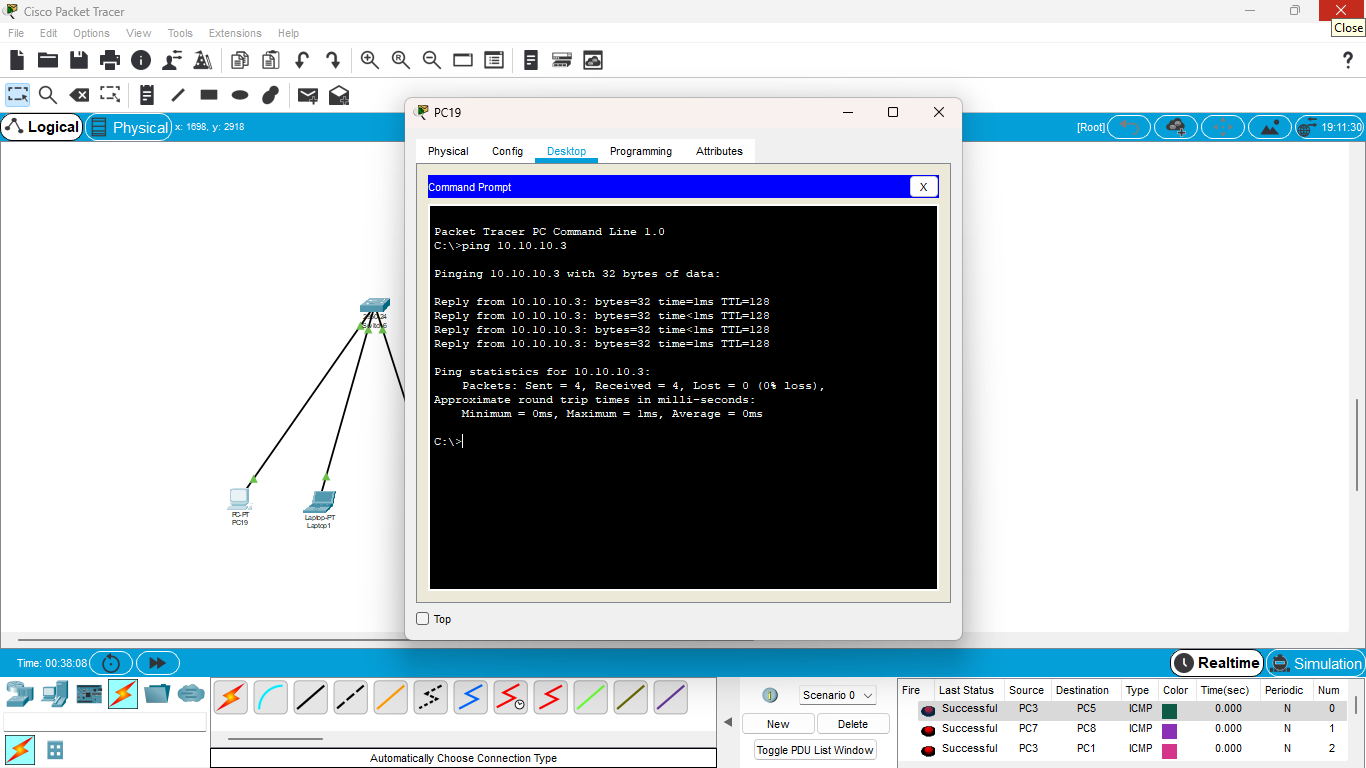 Cisco Packet Tracer
Close
File Edit Options View Tools Extensions Help
Logical
Physical
x: 1698, y: 2918
[Root]
19:11:30
PC19
Physical Config Desktop Programming Attributes
Command Prompt
X
Packet Tracer PC Command Line 1.0
C:\>ping 10.10.10.3
Pinging 10.10.10.3 with 32 bytes of data:
Reply from 10.10.10.3: bytes=32 time=1ms TTL=128
Reply from 10.10.10.3: bytes=32 time<1ms TTL=128
Reply from 10.10.10.3: bytes=32 time<1ms TTL=128
Reply from 10.10.10.3: bytes=32 time=1ms TTL=128
Ping statistics for 10.10.10.3:
Packets: Sent = 4, Received = 4, Lost = 0 (0% loss),
Approximate round trip times in milli-seconds:
Minimum = 0ms, Maximum = 1ms, Average = 0ms
C:\>
Top
PC-PT
PC19
Laptop-PT
Laptop1
Time: 00:38:08
Realtime
Simulation
Automatically Choose Connection Type
Scenario 0
New
Delete
Toggle PDU List Window
Fire Last Status Source Destination Type Color Time(sec) Periodic Num
Successful PC3 PC5 ICMP 0.000 N 0
Successful PC7 PC8 ICMP 0.000 N 1
Successful PC3 PC1 ICMP 0.000 N 2